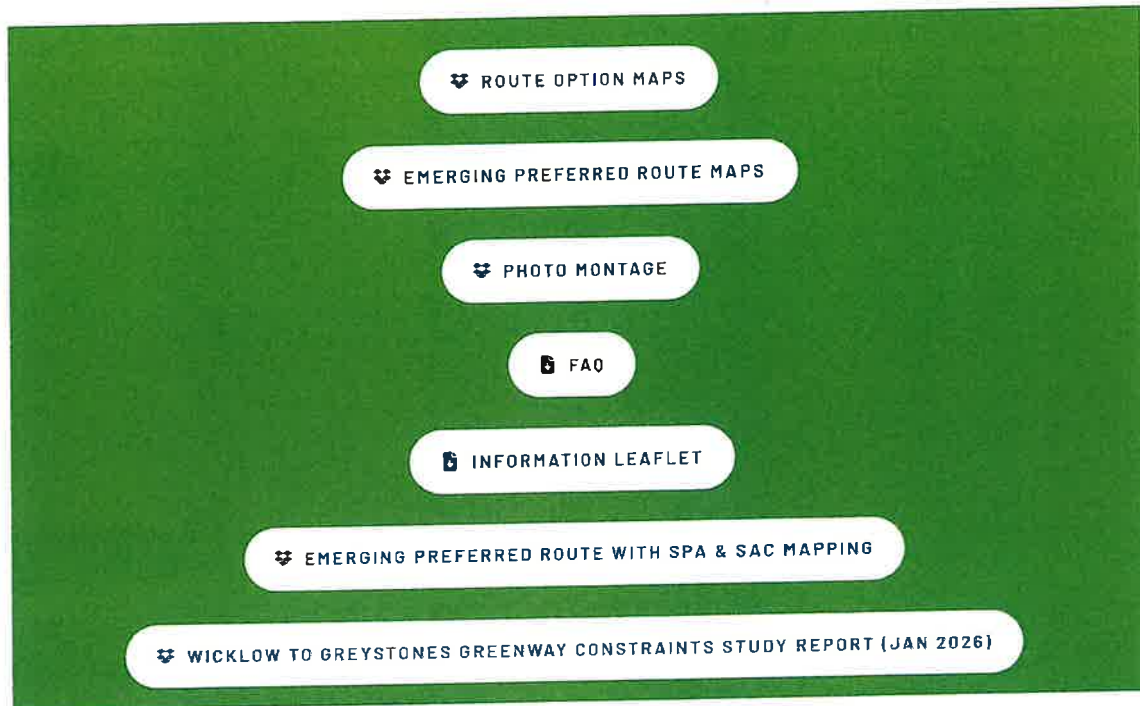 ROUTE OPTION MAPS
EMERGING PREFERRED ROUTE MAPS
PHOTO MONTAGE
FAQ
INFORMATION LEAFLET
EMERGING PREFERRED ROUTE WITH SPA & SAC MAPPING
WICKLOW TO GREYSTONES GREENWAY CONSTRAINTS STUDY REPORT (JAN 2026)